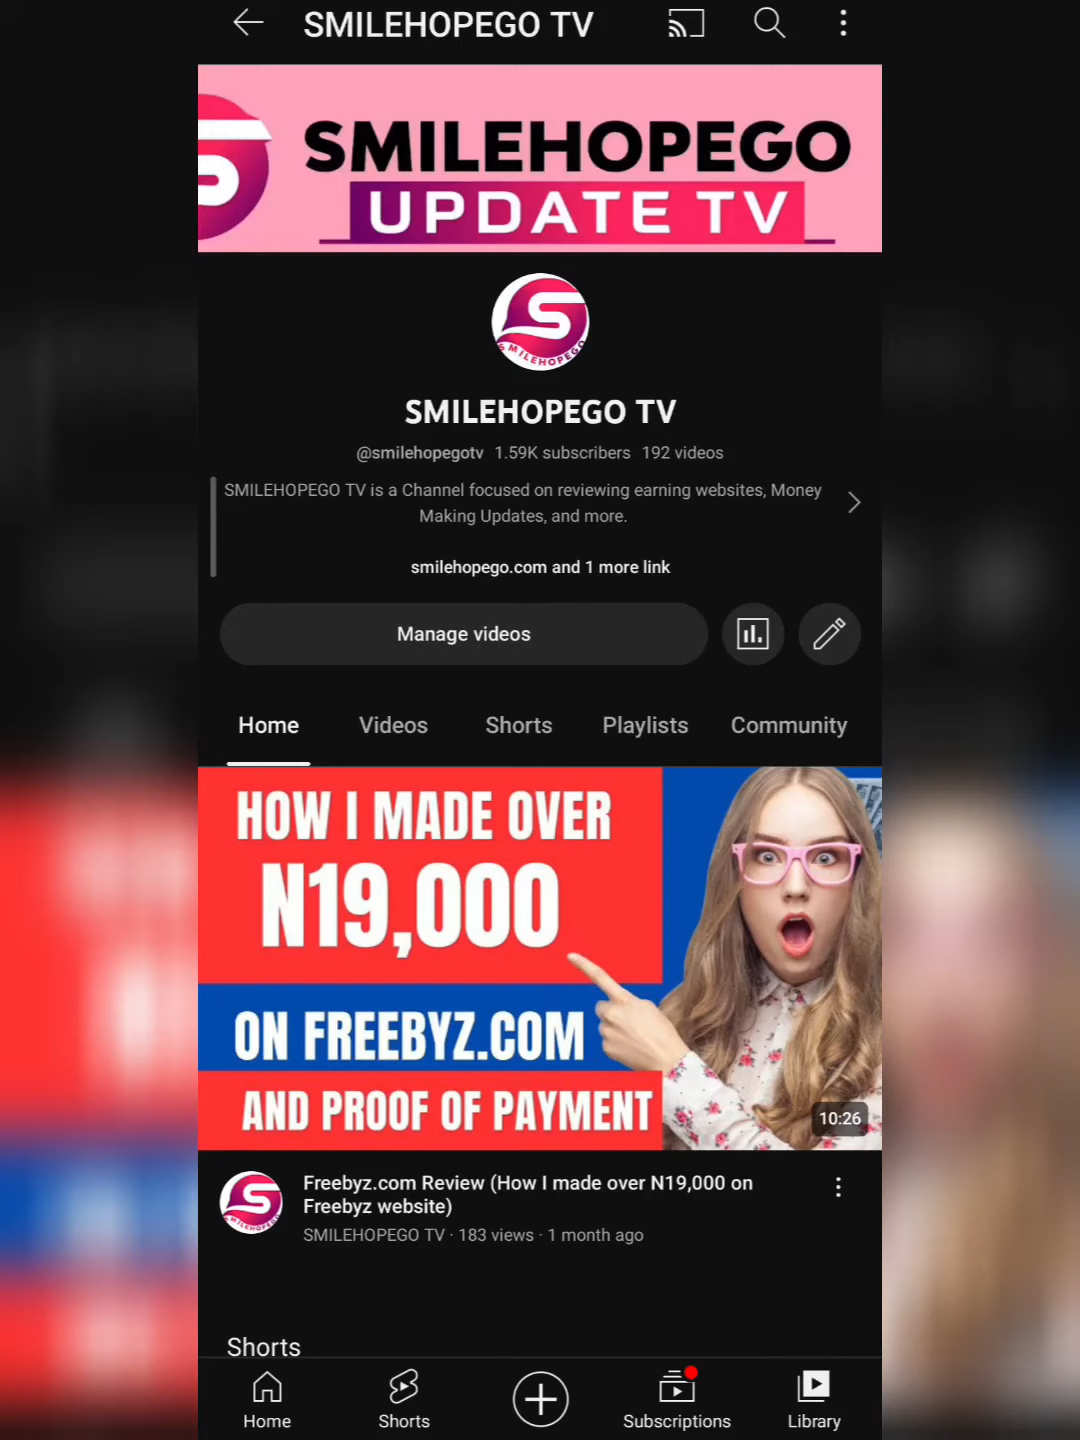 SMILEHOPEGO TV
SMILEHOPEGO
UPDATE TV
S
SMILEHOPEGO
SMILEHOPEGO TV
@smilehopegotv 1.59K subscribers 192 videos
SMILEHOPEGO TV is a Channel focused on reviewing earning websites, Money
Making Updates, and more.
smilehopego.com and 1 more link
Manage videos
Home Videos Shorts Playlists Community
HOW I MADE OVER
N19,000
ON FREEBYZ.COM
AND PROOF OF PAYMENT
10:26
Freebyz.com Review (How I made over N19,000 on
Freebyz website)
SMILEHOPEGO TV · 183 views · 1 month ago
Shorts
Home Shorts Subscriptions Library